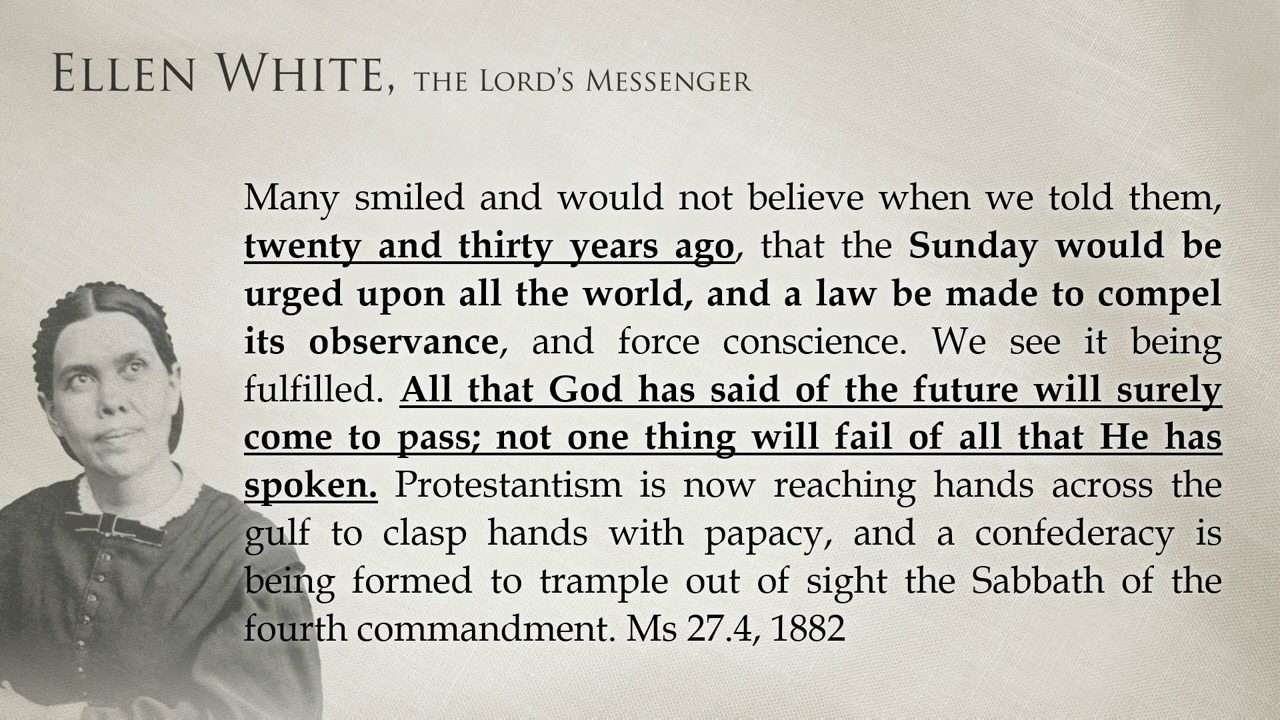 ELLEN WHITE, THE LORD'S MESSENGER
Many smiled and would not believe when we told them,
twenty and thirty years ago, that the Sunday would be
urged upon all the world, and a law be made to compel
its observance, and force conscience. We see it being
fulfilled. All that God has said of the future will surely
come to pass; not one thing will fail of all that He has
spoken. Protestantism is now reaching hands across the
gulf to clasp hands with papacy, and a confederacy is
being formed to trample out of sight the Sabbath of the
fourth commandment. Ms 27.4, 1882